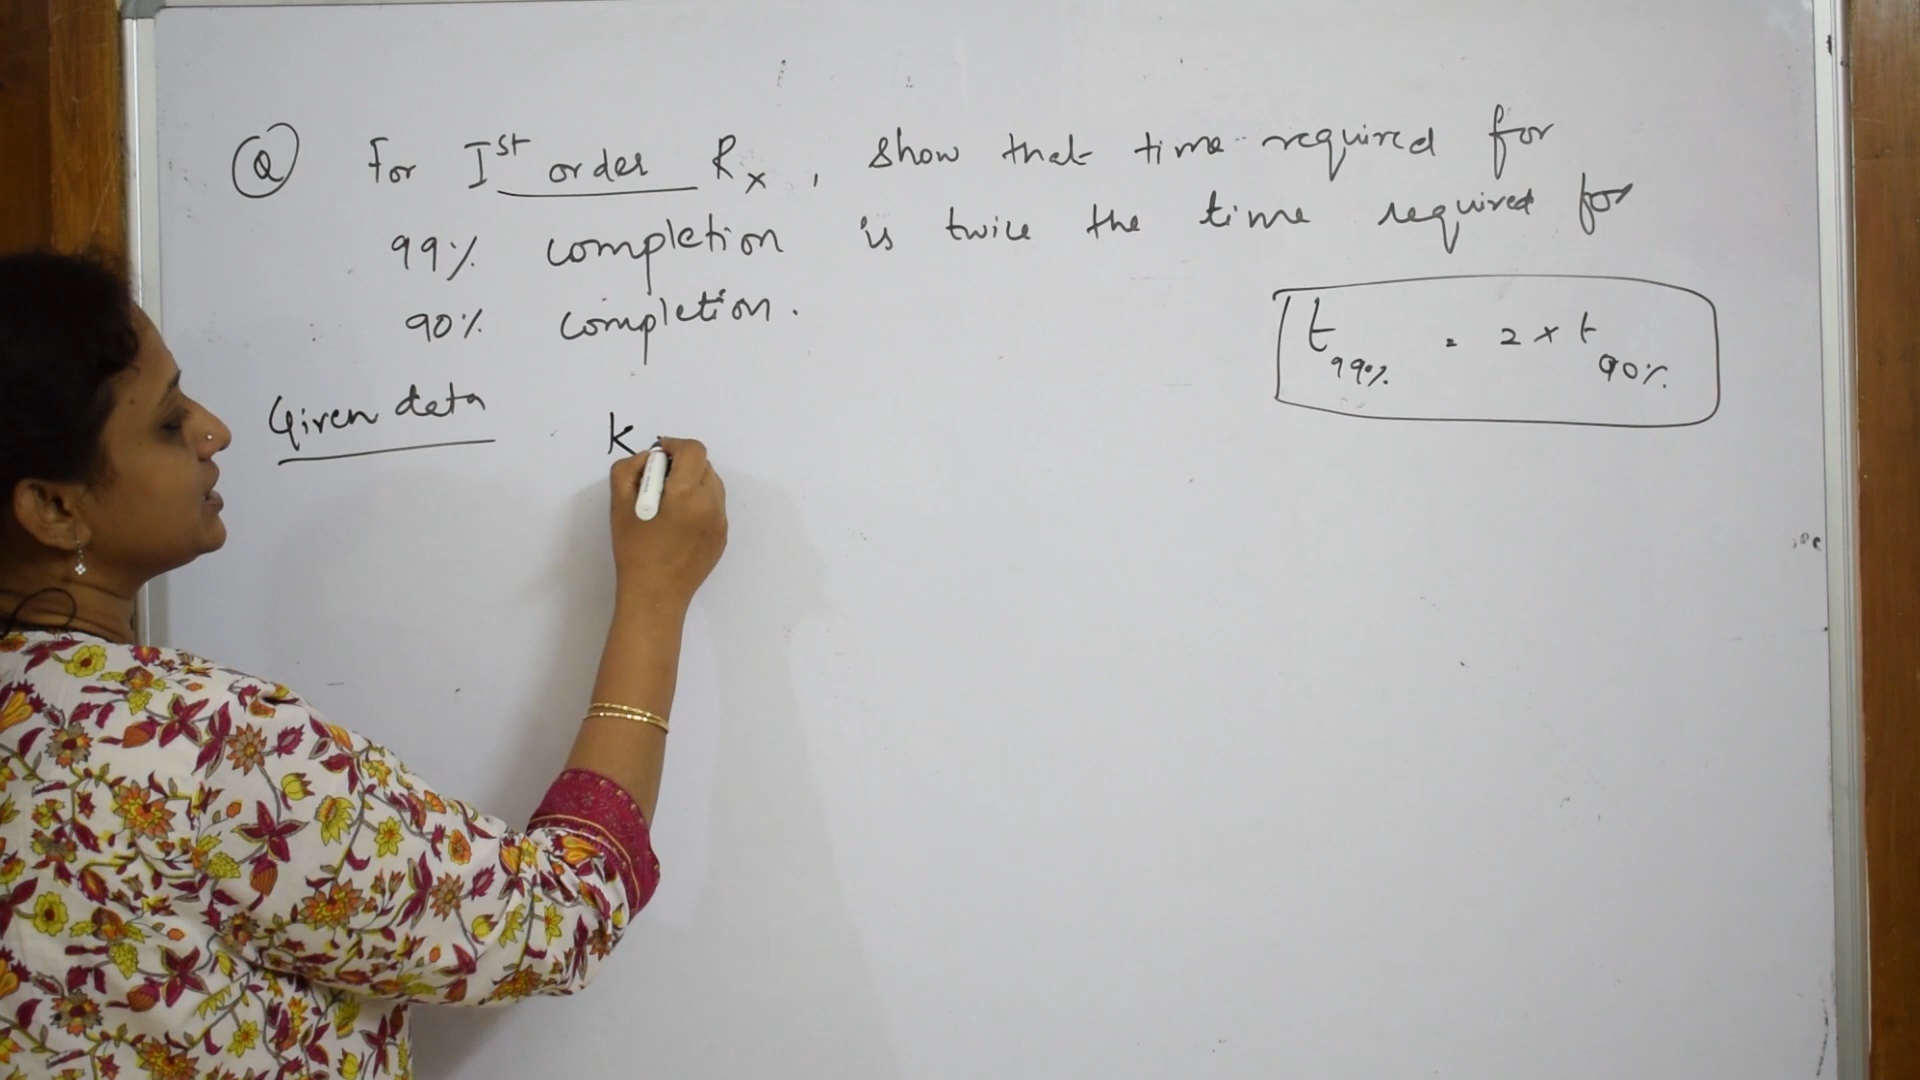 Q For Ist order Rx, show that time required for
99% completion is twice the time required for
90% completion.
t99% = 2 x t90%
Given data k